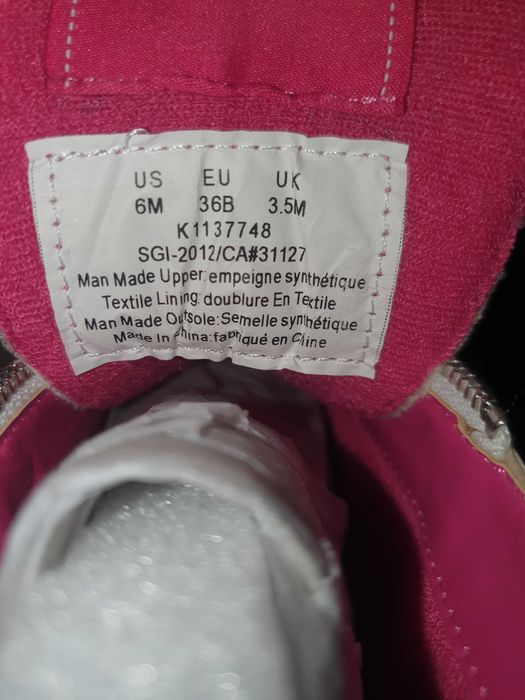 US EU UK
6M 36B 3.5M
K1137748
SGI-2012/CA#31127
Man Made Upper:empeigne synthétique
Textile Lining:doublure En Textile
Man Made Outsole:Semelle synthétique
Made In China:fabriqué en Cline